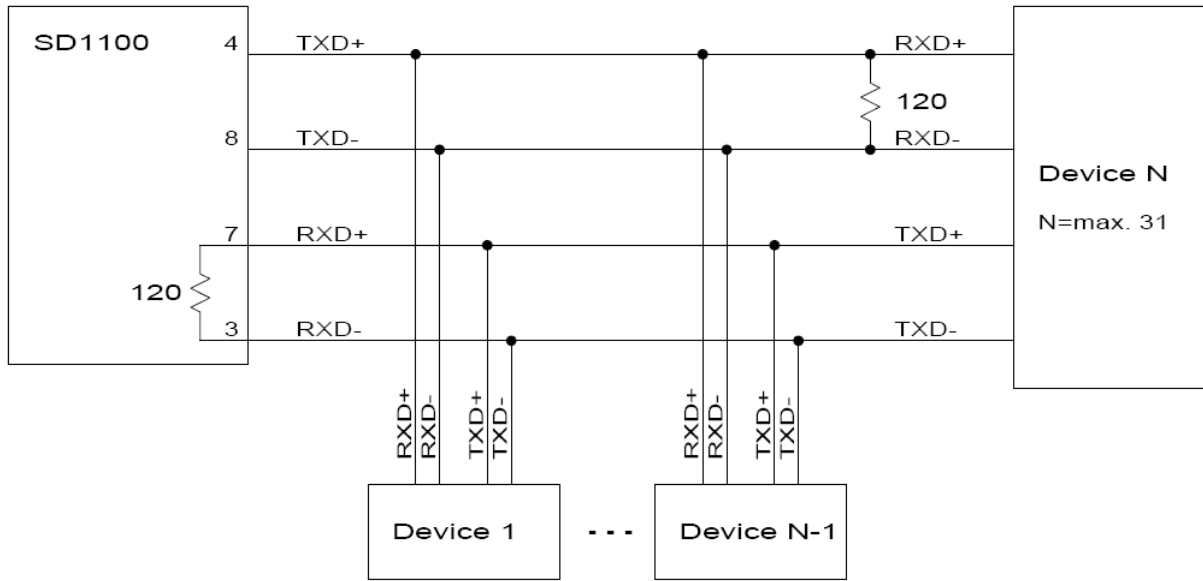 SD1100 4 TXD+ RXD+
120
8 TXD- RXD-
Device N
N=max. 31
7 RXD+ TXD+
120
3 RXD- TXD-
RXD+ RXD- TXD+ TXD- RXD+ RXD- TXD+ TXD-
Device 1 - - - Device N-1